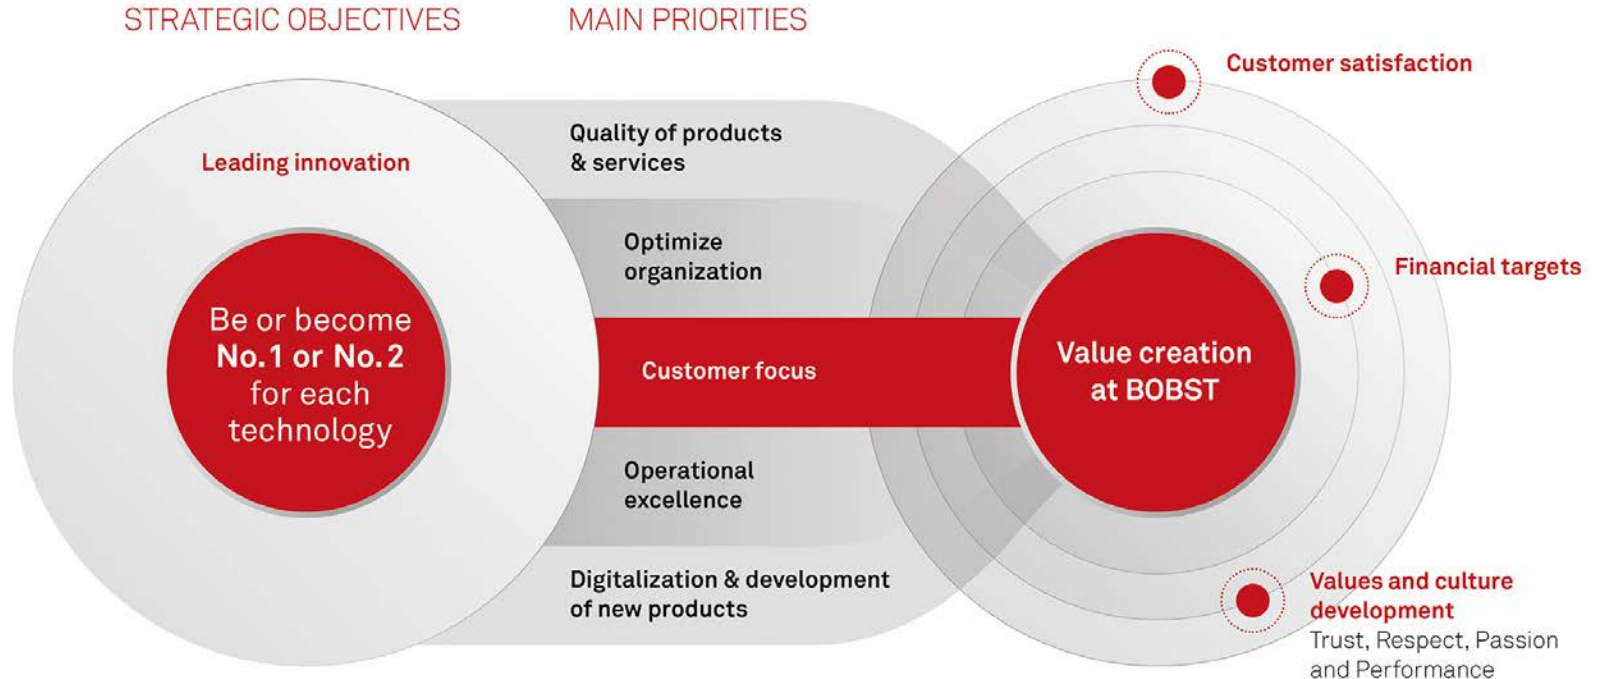 STRATEGIC OBJECTIVES
MAIN PRIORITIES
Leading innovation
Be or become
No.1 or No.2
for each
technology
Quality of products
& services
Optimize
organization
Customer focus
Operational
excellence
Digitalization & development
of new products
Value creation
at BOBST
Customer satisfaction
Financial targets
Values and culture
development
Trust, Respect, Passion
and Performance